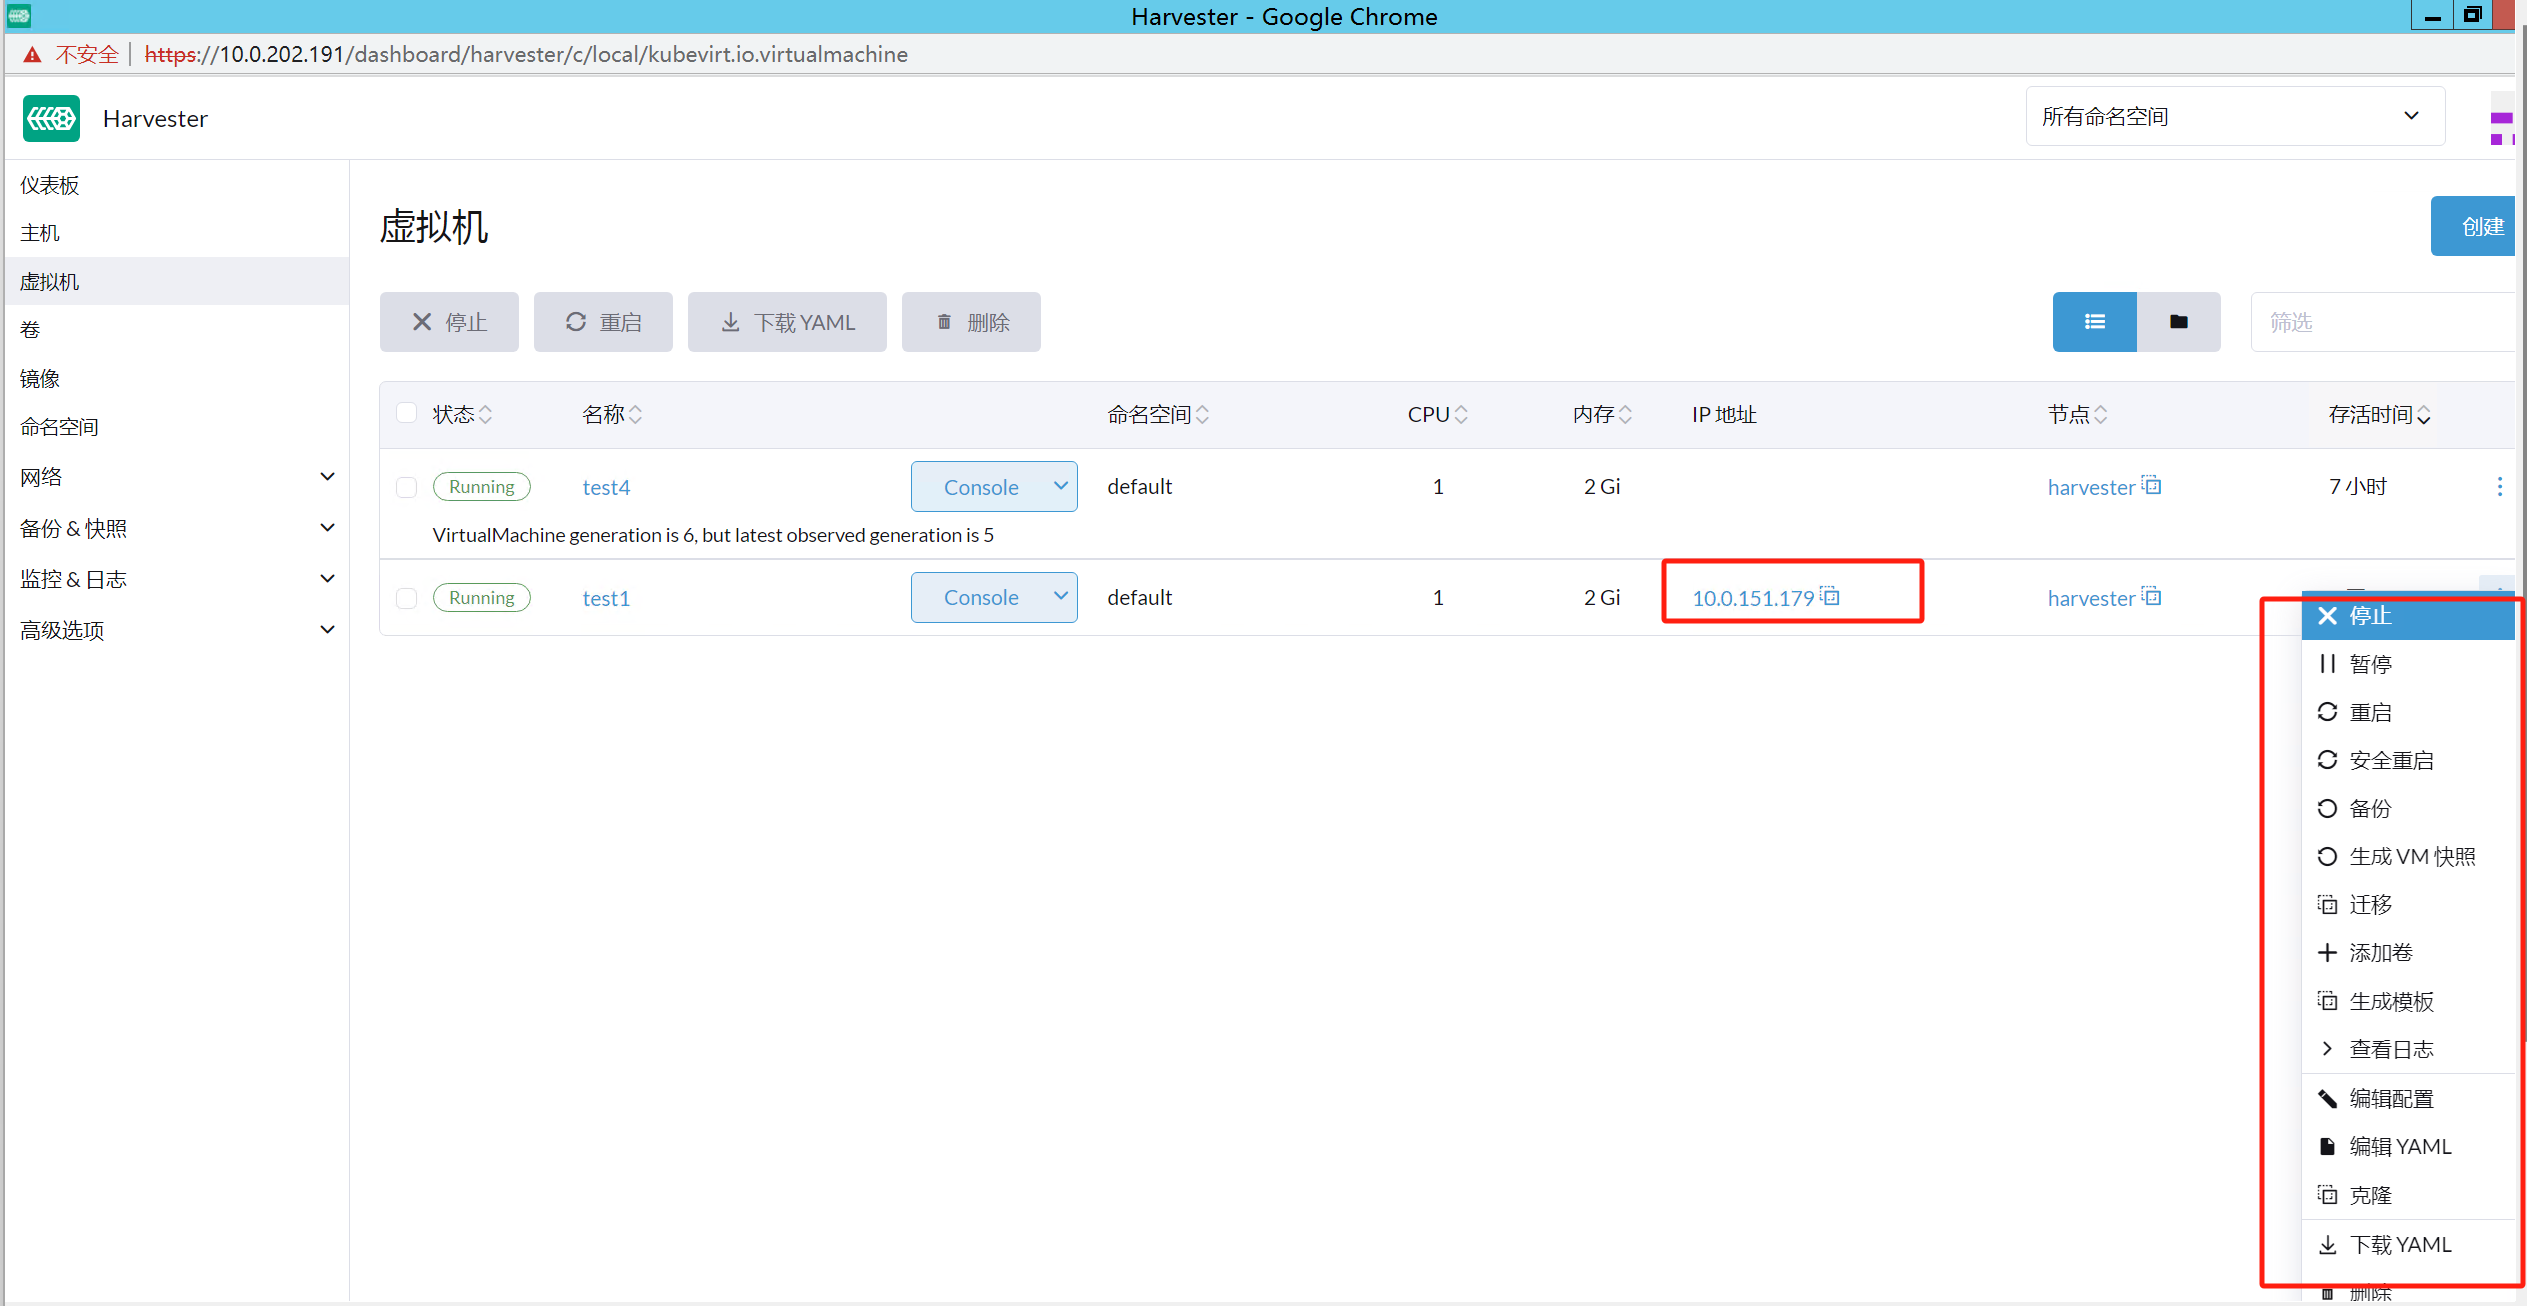 Harvester - Google Chrome
不安全 https://10.0.202.191/dashboard/harvester/c/local/kubevirt.io.virtualmachine
Harvester
所有命名空间
仪表板
主机
虚拟机
卷
镜像
命名空间
网络
备份 & 快照
监控 & 日志
高级选项
虚拟机
创建
停止 重启 下载 YAML 删除
筛选
状态 名称 命名空间 CPU 内存 IP 地址 节点 存活时间
Running test4 Console default 1 2 Gi harvester 7 小时
VirtualMachine generation is 6, but latest observed generation is 5
Running test1 Console default 1 2 Gi 10.0.151.179 harvester
停止
暂停
重启
安全重启
备份
生成 VM 快照
迁移
添加卷
生成模板
查看日志
编辑配置
编辑 YAML
克隆
下载 YAML
删除